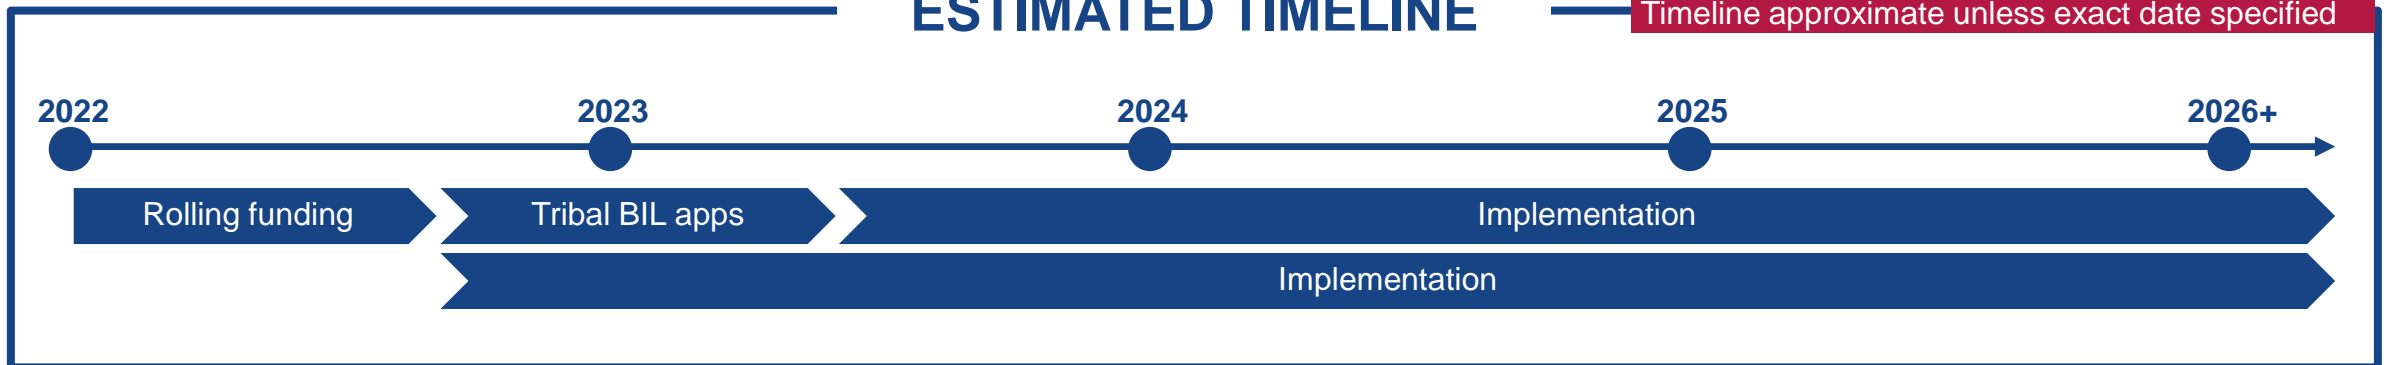 ESTIMATED TIMELINE
Timeline approximate unless exact date specified
2022 2023 2024 2025 2026+
Rolling funding Tribal BIL apps Implementation
Implementation